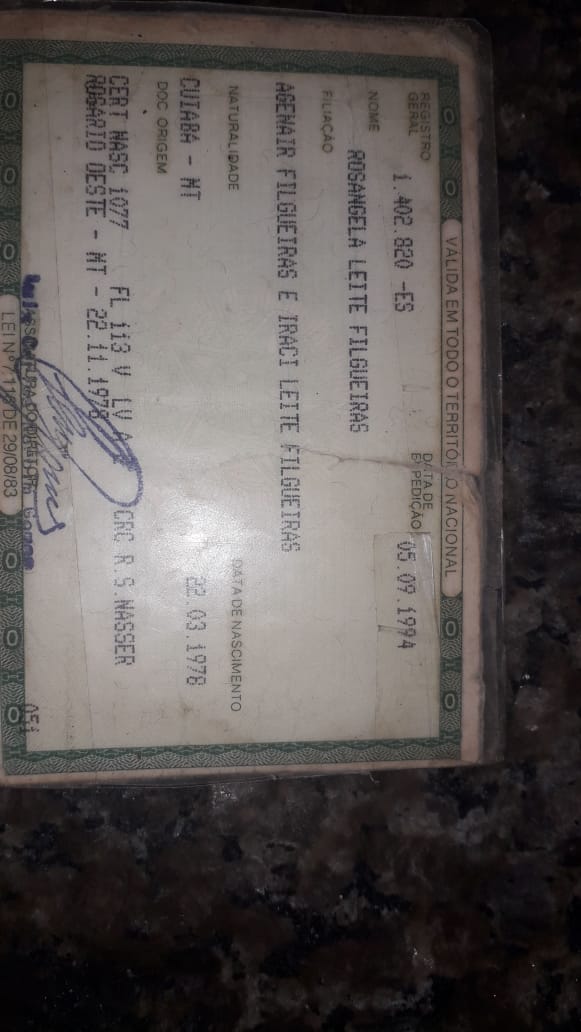 VALIDA EM TODO O TERRITÓRIO NACIONAL
REGISTRO GERAL 1.402.820 -ES DATA DE EXPEDIÇÃO 05.09.1994
NOME ROSANGELA LEITE FILGUEIRAS
FILIAÇÃO
AGENAIR FILGUEIRAS E IRACI LEITE FILGUEIRAS
NATURALIDADE DATA DE NASCIMENTO
CUIABA - MT 22.03.1978
DOC ORIGEM
CERT NASC 1077 FL 113 V LV A CRC R.S.NASSER
ROSARIO OESTE - MT - 22.11.1978
051
LEI Nº 7.116 DE 29/08/83